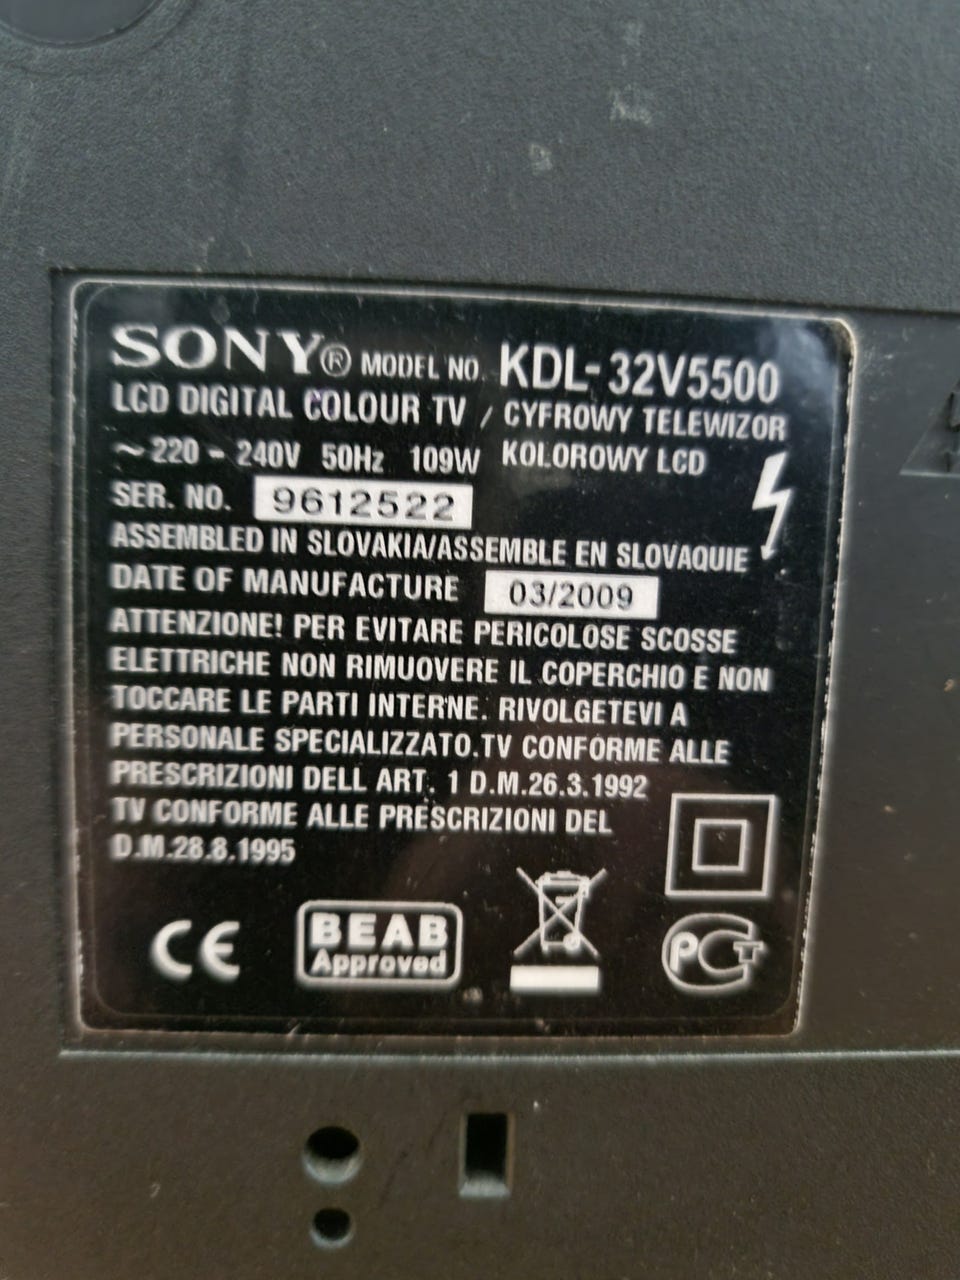 SONY® MODEL NO. KDL-32V5500
LCD DIGITAL COLOUR TV / CYFROWY TELEWIZOR
~220 - 240V 50Hz 109W KOLOROWY LCD
SER. NO. 9612522
ASSEMBLED IN SLOVAKIA/ASSEMBLE EN SLOVAQUIE
DATE OF MANUFACTURE 03/2009
ATTENZIONE! PER EVITARE PERICOLOSE SCOSSE
ELETTRICHE NON RIMUOVERE IL COPERCHIO E NON
TOCCARE LE PARTI INTERNE. RIVOLGETEVI A
PERSONALE SPECIALIZZATO.TV CONFORME ALLE
PRESCRIZIONI DELL ART. 1 D.M.26.3.1992
TV CONFORME ALLE PRESCRIZIONI DEL
D.M.28.8.1995
CE
BEAB
Approved
PCT